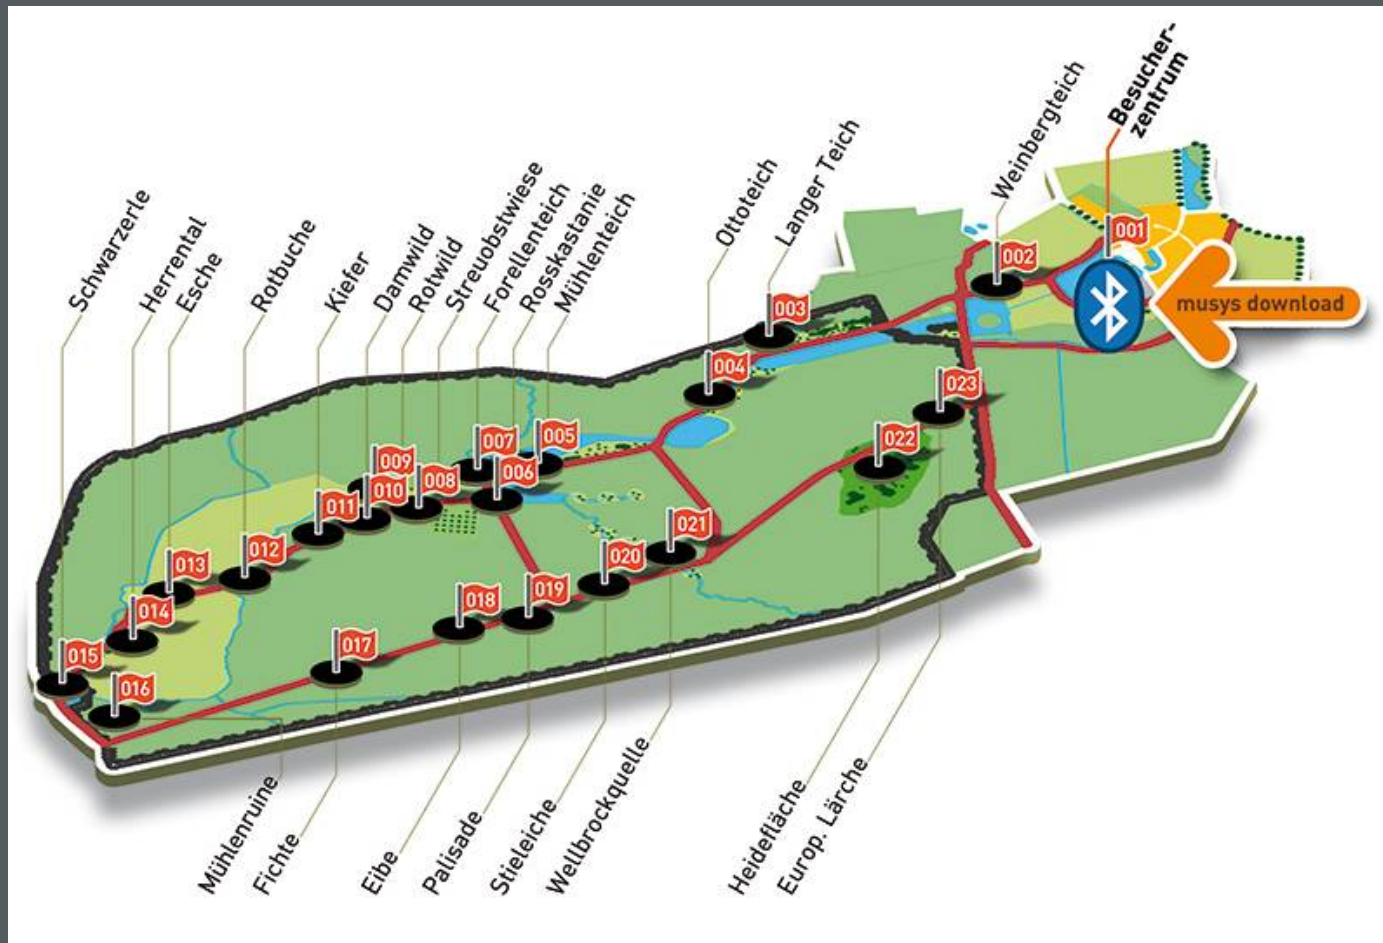 Besucher-
zentrum
Weinbergteich
Langer Teich
Ottoteich
Mühlenteich
Rosskastanie
Forellenteich
Streuobstwiese
Rotwild
Damwild
Kiefer
Rotbuche
Esche
Herrental
Schwarzerle
001
002
musys download
003
004
023
005
007
022
009
006
008
010
011
021
012
020
013
019
014
018
017
015
016
Mühlenruine
Fichte
Eibe
Palisade
Stieleiche
Wellbrockquelle
Heidefläche
Europ. Lärche